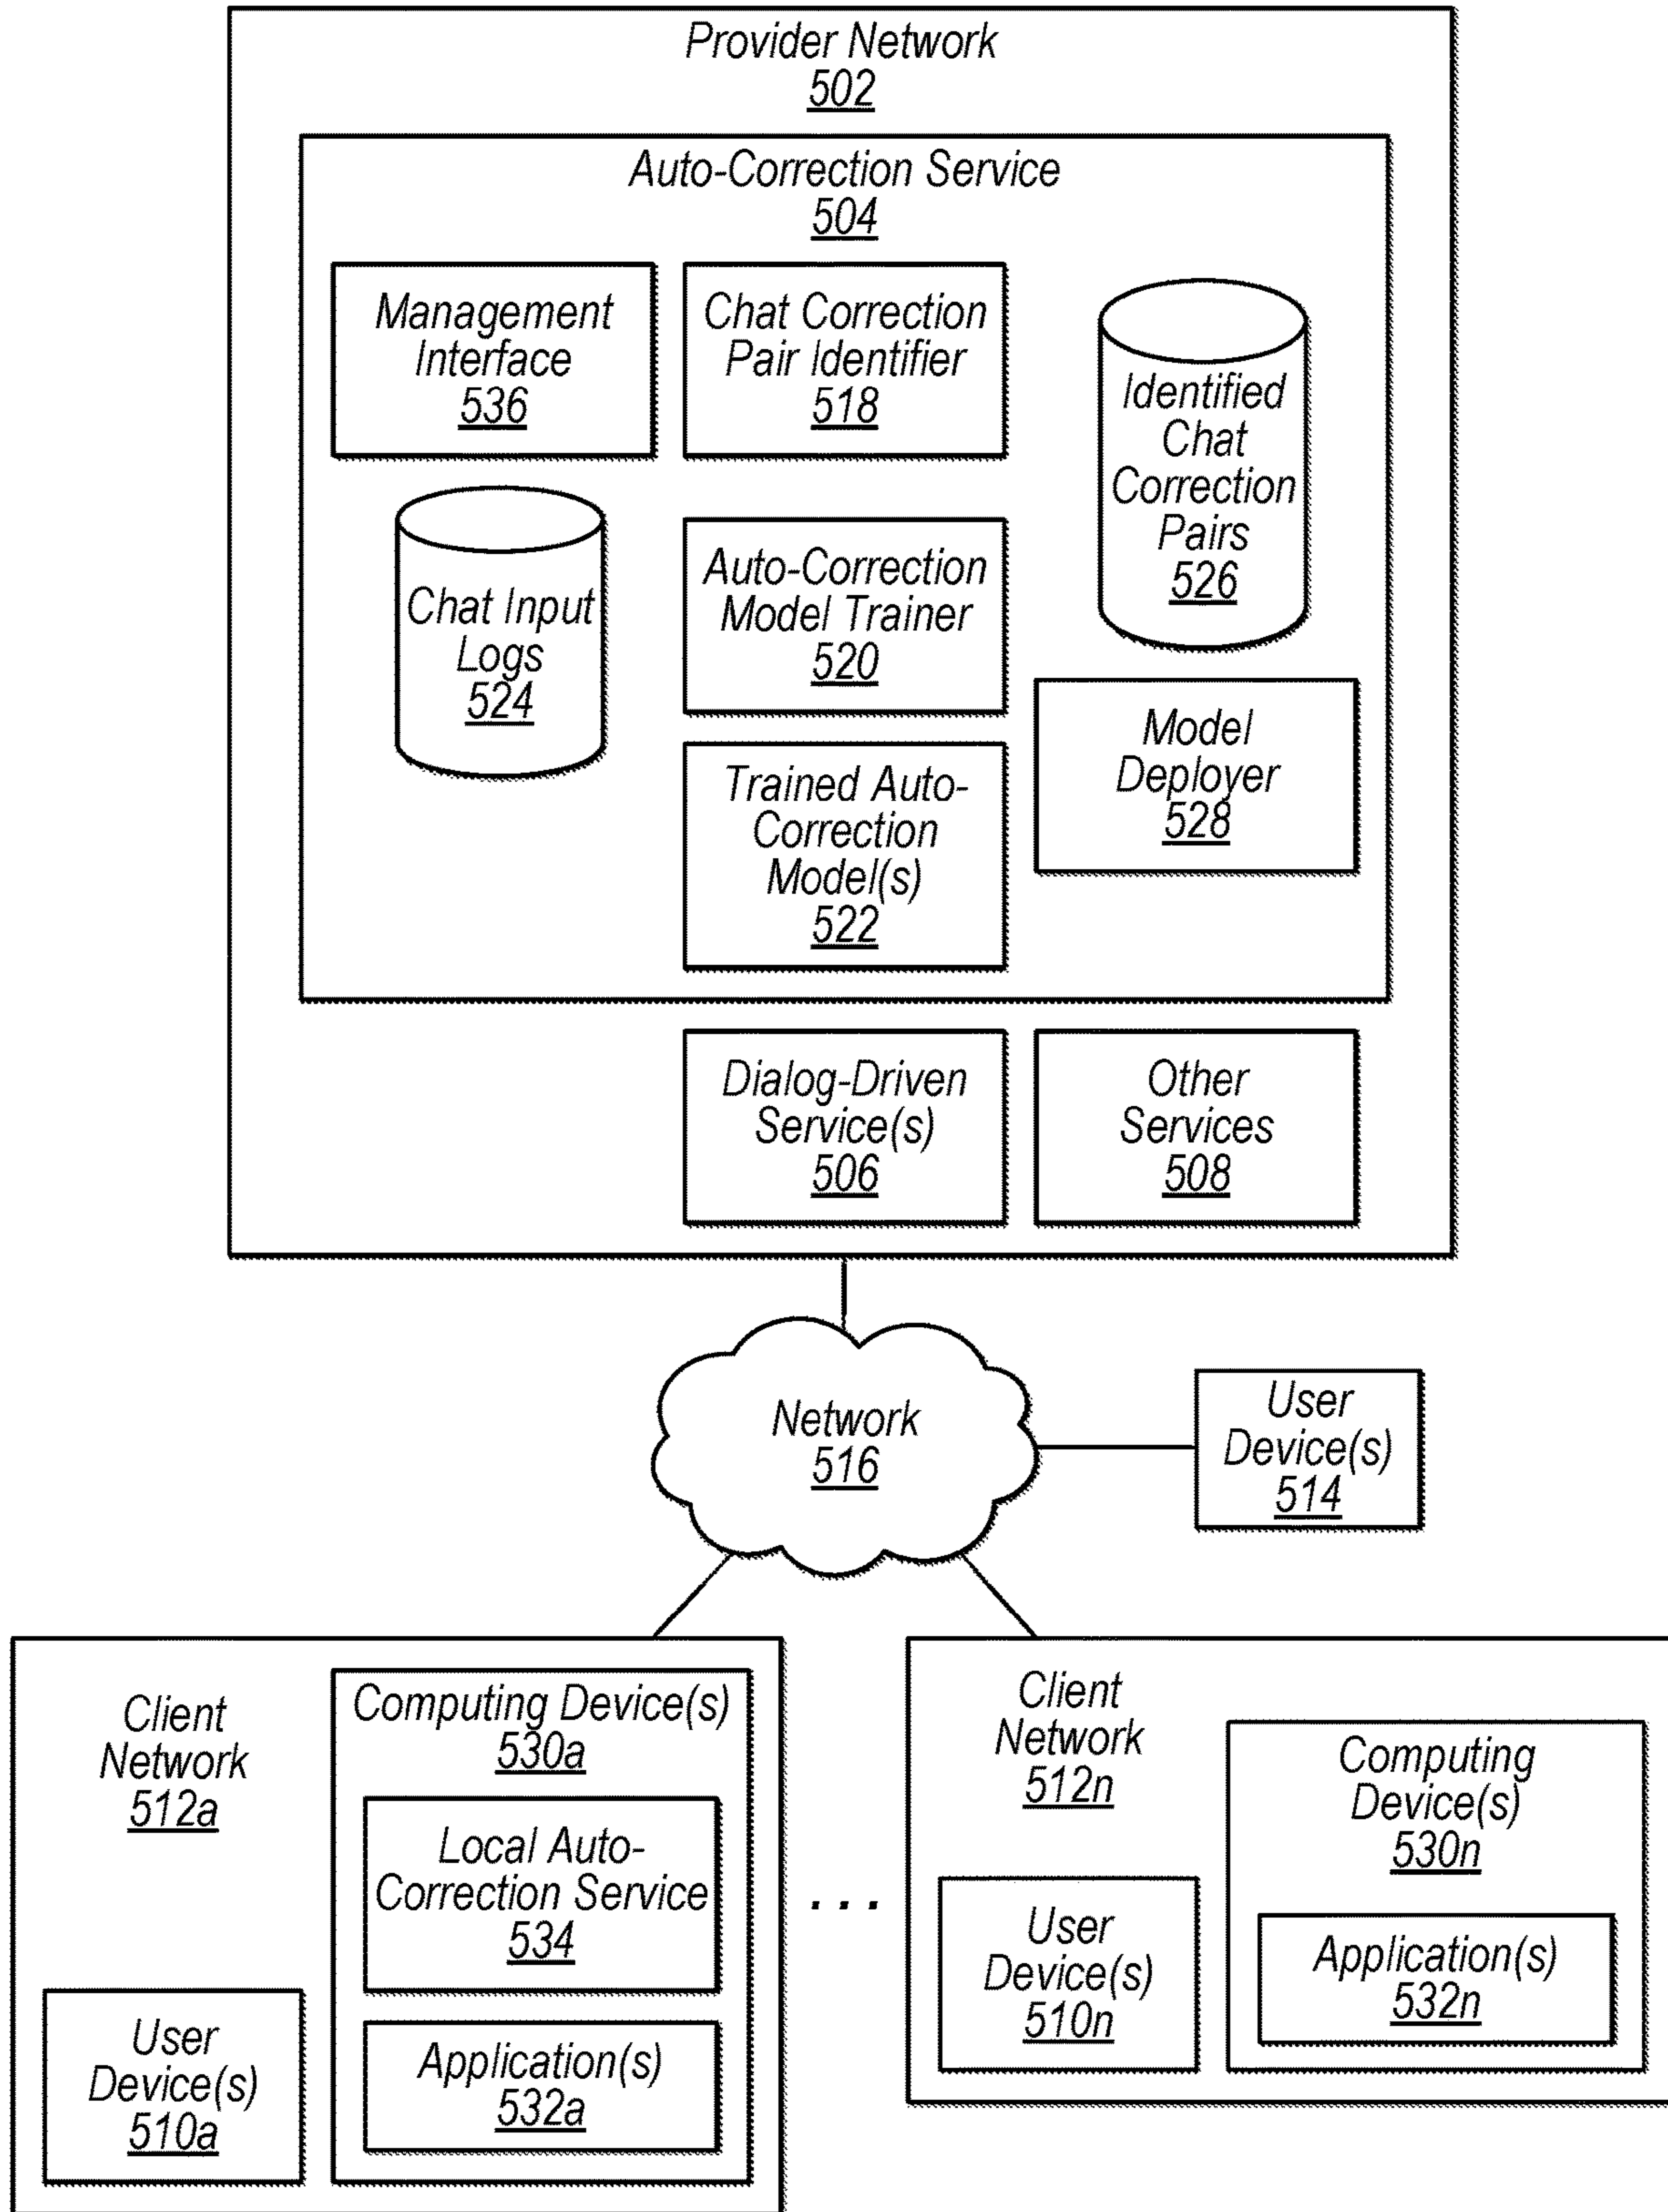 Provider Network
502
Auto-Correction Service
504
Management
Interface
536
Chat Correction
Pair Identifier
518
Identified
Chat
Correction
Pairs
526
Chat Input
Logs
524
Auto-Correction
Model Trainer
520
Trained Auto-
Correction
Model(s)
522
Model
Deployer
528
Dialog-Driven
Service(s)
506
Other
Services
508
Network
516
User
Device(s)
514
Client
Network
512a
Computing Device(s)
530a
Local Auto-
Correction Service
534
Application(s)
532a
User
Device(s)
510a
...
Client
Network
512n
Computing
Device(s)
530n
Application(s)
532n
User
Device(s)
510n